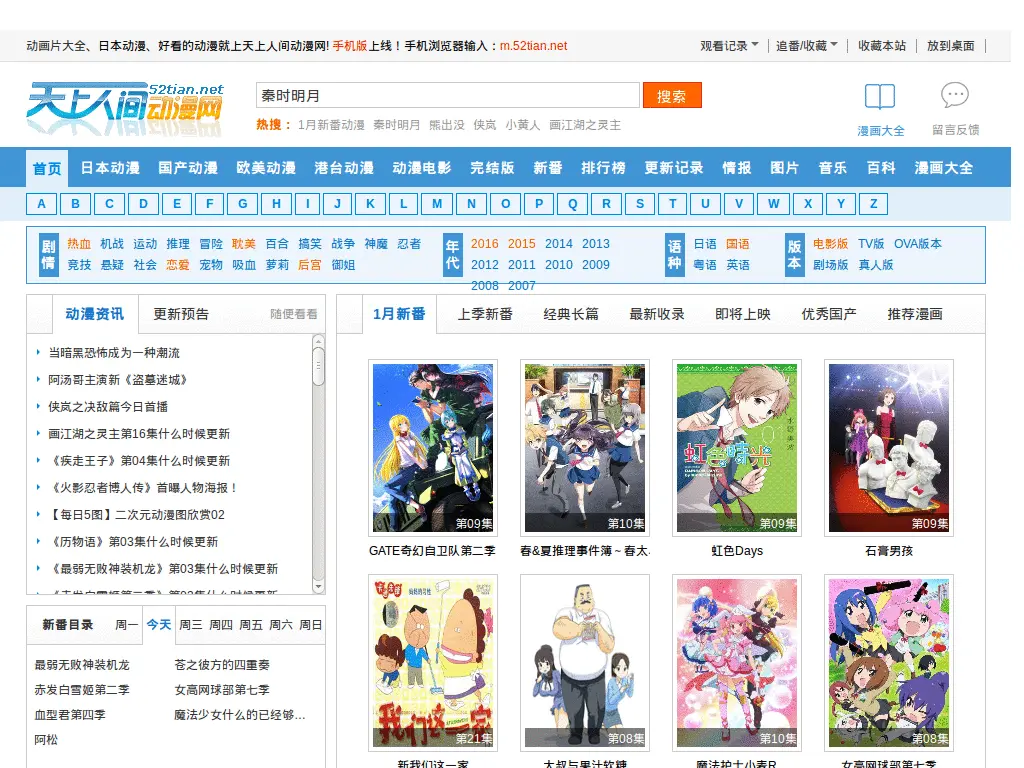 动画片大全、日本动漫、好看的动漫就上天上人间动漫网! 手机版上线！手机浏览器输入：m.52tian.net
观看记录 追番/收藏 收藏本站 放到桌面
天上人间动漫网 52tian.net
秦时明月 搜索
热搜： 1月新番动漫 秦时明月 熊出没 侠岚 小黄人 画江湖之灵主
漫画大全 留言反馈
首页 日本动漫 国产动漫 欧美动漫 港台动漫 动漫电影 完结版 新番 排行榜 更新记录 情报 图片 音乐 百科 漫画大全
A B C D E F G H I J K L M N O P Q R S T U V W X Y Z
剧情 热血 机战 运动 推理 冒险 耽美 百合 搞笑 战争 神魔 忍者
竞技 悬疑 社会 恋爱 宠物 吸血 萝莉 后宫 御姐
年代 2016 2015 2014 2013
2012 2011 2010 2009
2008 2007
语种 日语 国语
粤语 英语
版本 电影版 TV版 OVA版本
剧场版 真人版
动漫资讯 更新预告 随便看看
当暗黑恐怖成为一种潮流
阿汤哥主演新《盗墓迷城》
侠岚之决敌篇今日首播
画江湖之灵主第16集什么时候更新
《疾走王子》第04集什么时候更新
《火影忍者博人传》首曝人物海报！
【每日5图】二次元动漫图欣赏02
《历物语》第03集什么时候更新
《最弱无败神装机龙》第03集什么时候更新
新番目录 周一 今天 周三 周四 周五 周六 周日
最弱无败神装机龙 苍之彼方的四重奏
赤发白雪姬第二季 女高网球部第七季
血型君第四季 魔法少女什么的已经够...
阿松
1月新番 上季新番 经典长篇 最新收录 即将上映 优秀国产 推荐漫画
虹色時光
第09集 第10集 第09集 第09集
GATE奇幻自卫队第二季 春&夏推理事件簿～春太 虹色Days 石膏男孩
我们这一家
第21集 第08集 第10集 第08集
新我们这一家 大叔与果汁软糖 魔法护士小麦R 女高网球部第七季